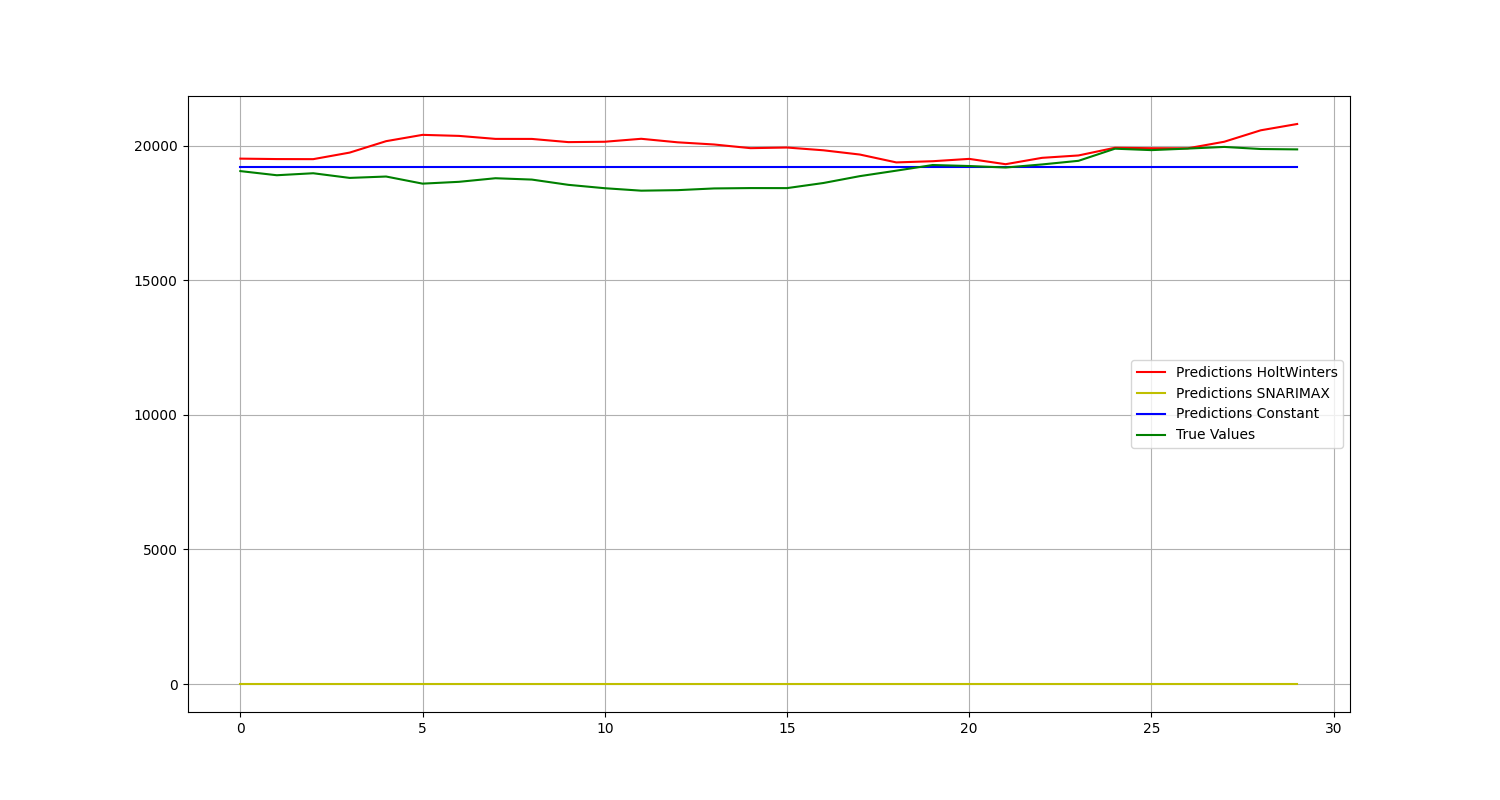 20000
15000
10000
5000
0
0 5 10 15 20 25 30
Predictions HoltWinters
Predictions SNARIMAX
Predictions Constant
True Values